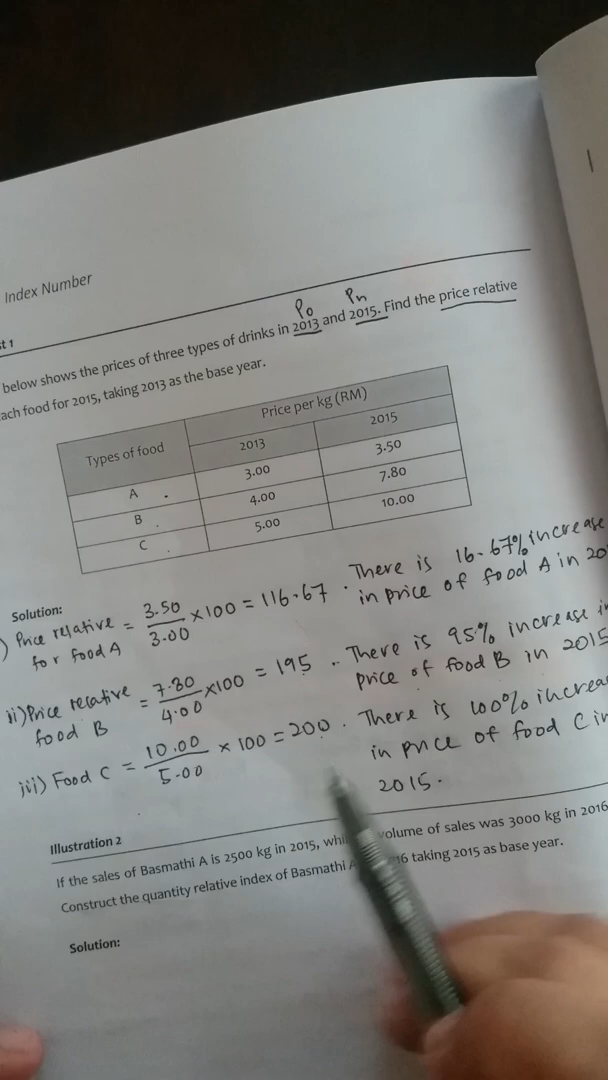 Index Number
t 1
Po Pn
below shows the prices of three types of drinks in 2013 and 2015. Find the price relative
ach food for 2015, taking 2013 as the base year.
Types of food Price per kg (RM)
2013 2015
A 3.00 3.50
B 4.00 7.80
C 5.00 10.00
Solution:
) Price relative for food A = 3.50/3.00 × 100 = 116.67 . There is 16.67% increase
in price of food A in 20
ii) Price relative food B = 7.80/4.00 × 100 = 195 . There is 95% increase in
price of food B in 2015
iii) Food C = 10.00/5.00 × 100 = 200 . There is 100% increa
in price of food C in
2015.
Illustration 2
If the sales of Basmathi A is 2500 kg in 2015, whi volume of sales was 3000 kg in 2016
Construct the quantity relative index of Basmathi 16 taking 2015 as base year.
Solution: